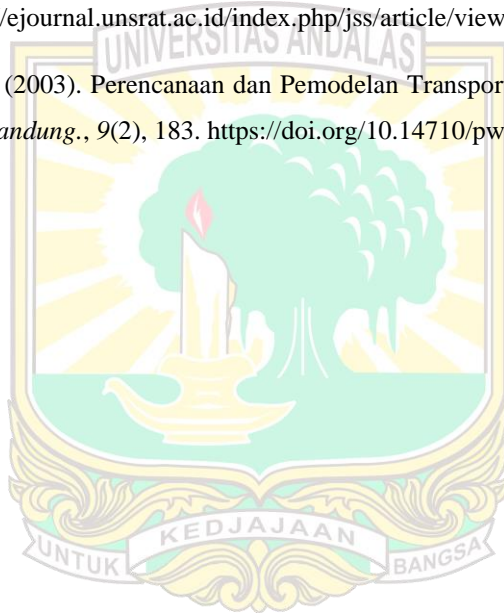 /ejournal.unsrat.ac.id/index.php/jss/article/view
UNIVERSITAS ANDALAS
(2003). Perencanaan dan Pemodelan Transpor
andung., 9(2), 183. https://doi.org/10.14710/pw
KEDJAJAAN
UNTUK BANGSA